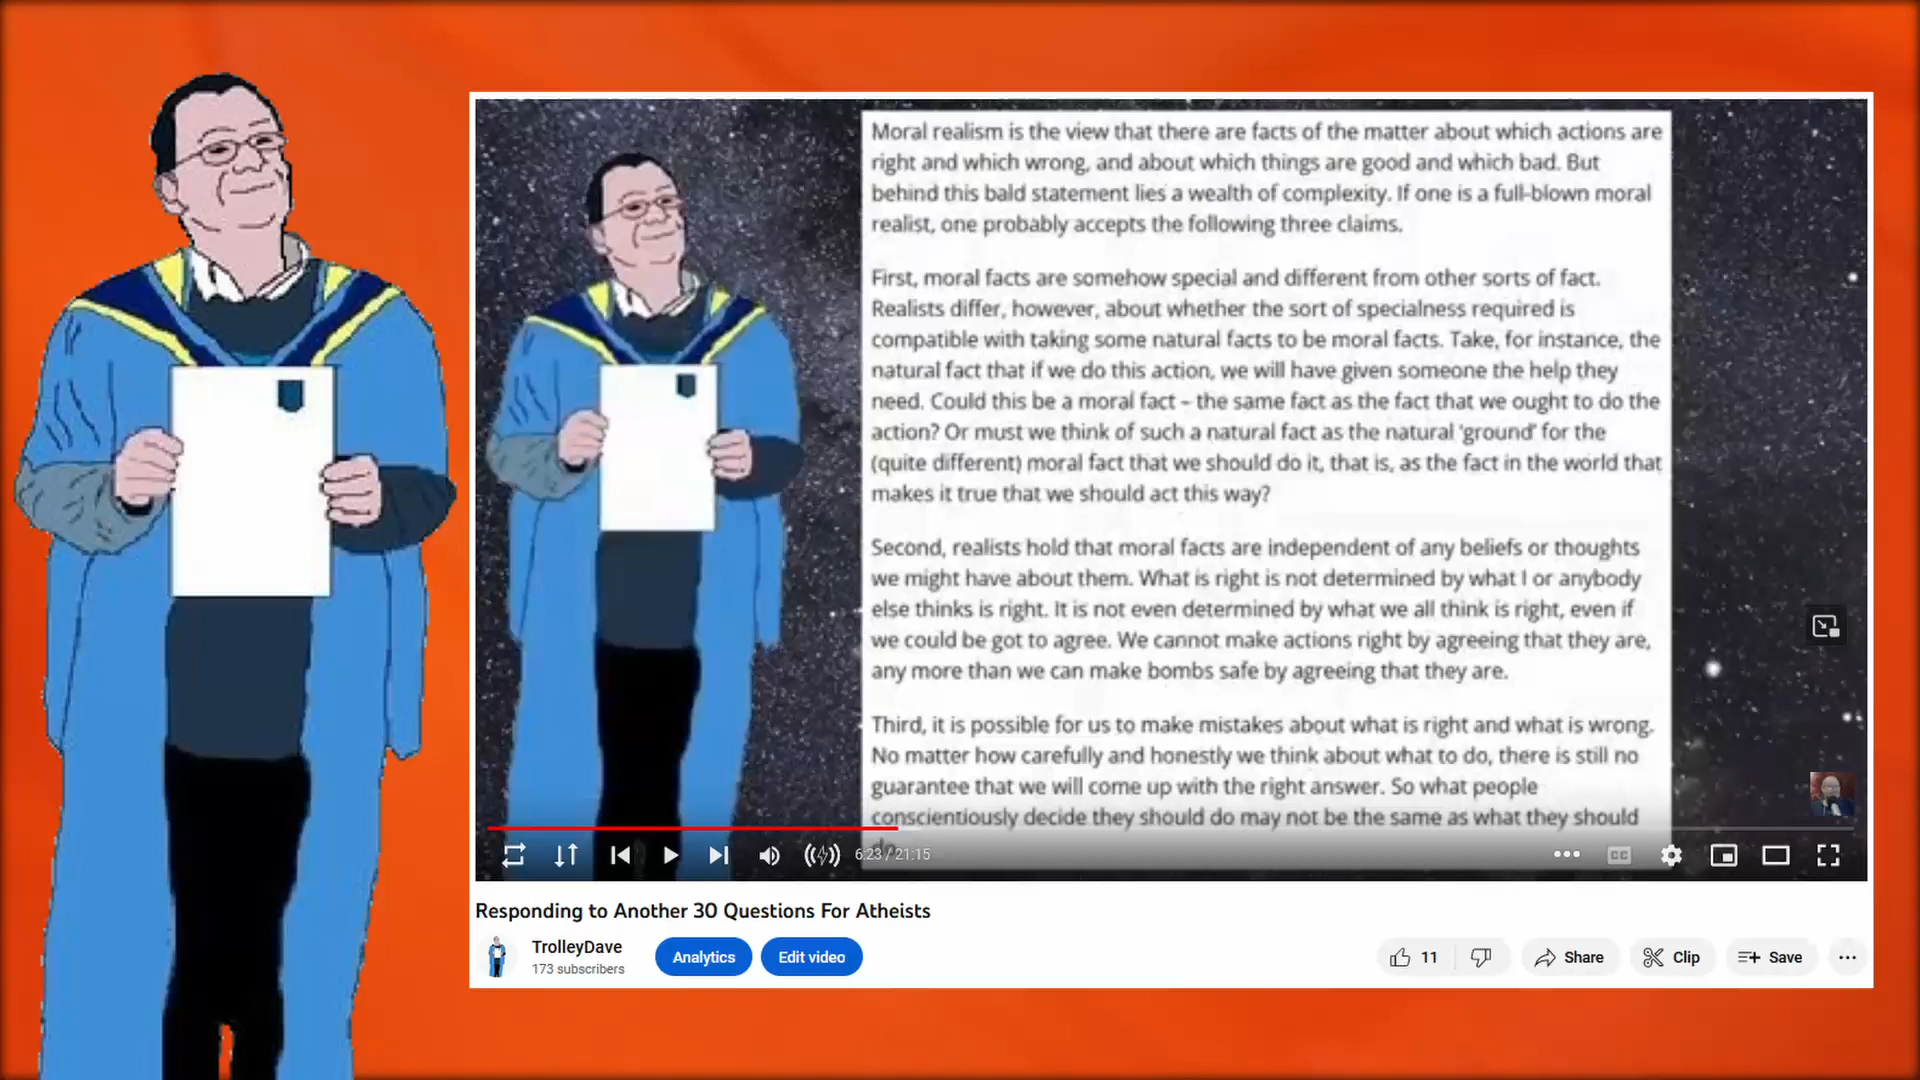 Moral realism is the view that there are facts of the matter about which actions are
right and which wrong, and about which things are good and which bad. But
behind this bald statement lies a wealth of complexity. If one is a full-blown moral
realist, one probably accepts the following three claims.
First, moral facts are somehow special and different from other sorts of fact.
Realists differ, however, about whether the sort of specialness required is
compatible with taking some natural facts to be moral facts. Take, for instance, the
natural fact that if we do this action, we will have given someone the help they
need. Could this be a moral fact – the same fact as the fact that we ought to do the
action? Or must we think of such a natural fact as the natural ‘ground’ for the
(quite different) moral fact that we should do it, that is, as the fact in the world that
makes it true that we should act this way?
Second, realists hold that moral facts are independent of any beliefs or thoughts
we might have about them. What is right is not determined by what I or anybody
else thinks is right. It is not even determined by what we all think is right, even if
we could be got to agree. We cannot make actions right by agreeing that they are,
any more than we can make bombs safe by agreeing that they are.
Third, it is possible for us to make mistakes about what is right and what is wrong.
No matter how carefully and honestly we think about what to do, there is still no
guarantee that we will come up with the right answer. So what people
conscientiously decide they should do may not be the same as what they should
do.
6:23 / 21:15
CC
Responding to Another 30 Questions For Atheists
TrolleyDave
173 subscribers
Analytics
Edit video
11
Share
Clip
Save